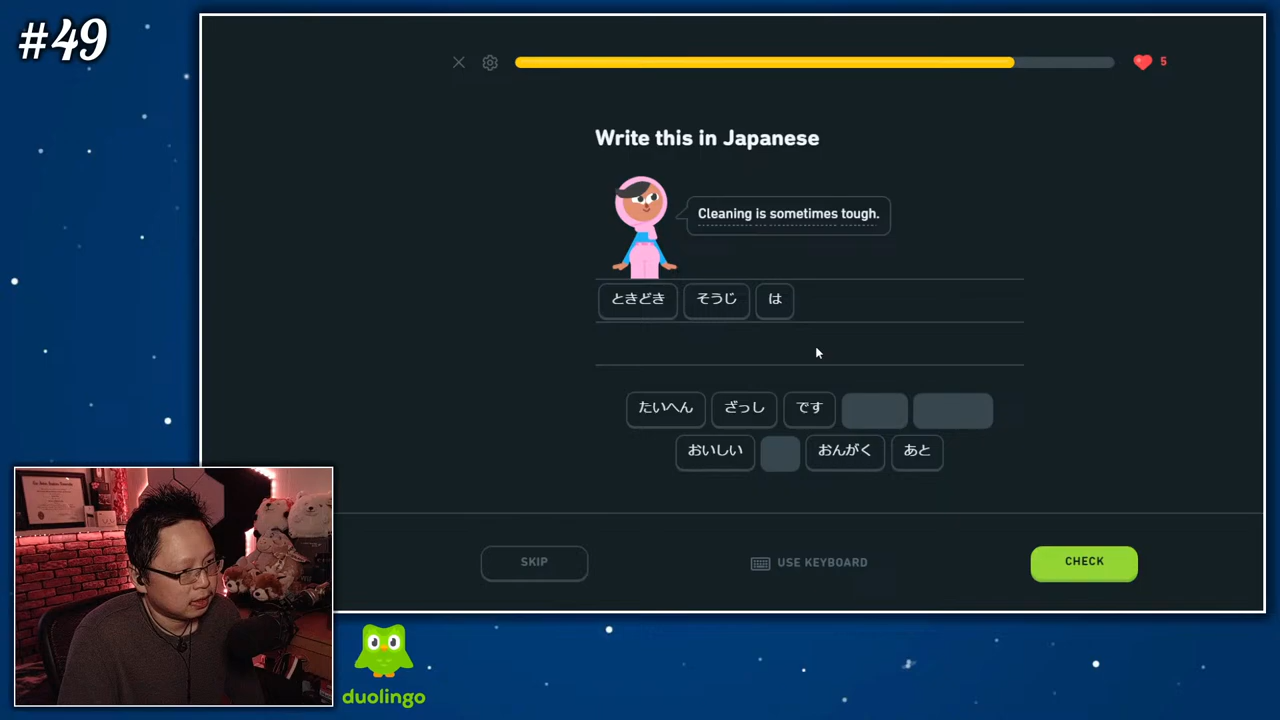 #49
5
Write this in Japanese
Cleaning is sometimes tough.
ときどき そうじ は
たいへん ざっし です
おいしい おんがく あと
SKIP
USE KEYBOARD
CHECK
duolingo